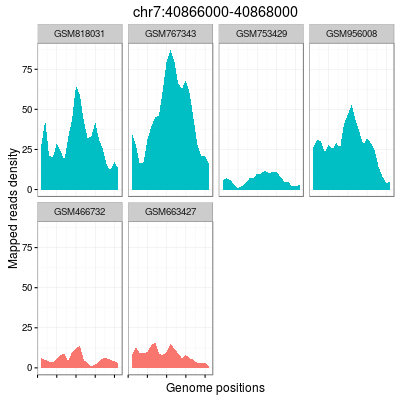 chr7:40866000-40868000
GSM818031 GSM767343 GSM753429 GSM956008
75
50
25
0
GSM466732 GSM663427
75
50
25
0
Mapped reads density
Genome positions